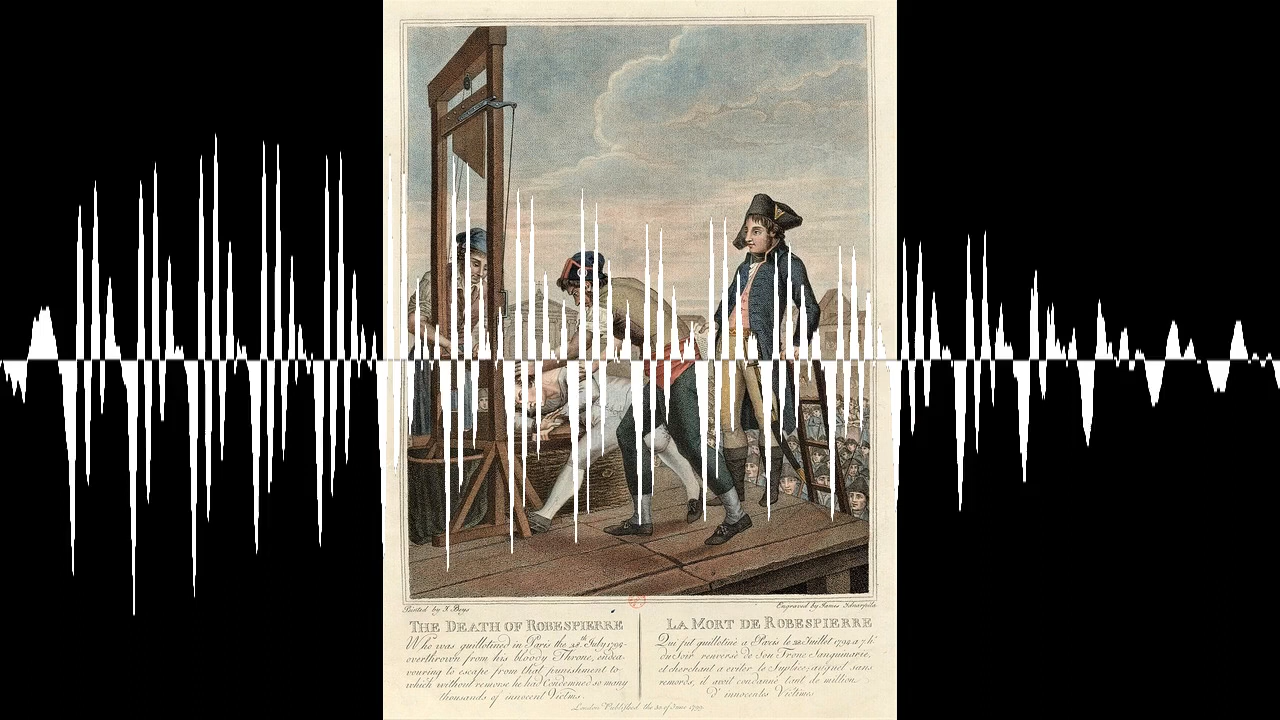 Painted by J. Beys
Engraved by James Idnarpila
THE DEATH OF ROBESPIERRE
Who was guillotined in Paris the 28th July 1794.
overthrown from his bloody Throne, endea
vouring to escape from that punishment to,
which without remorse he had Condemned so many
thousands of innocent Victms.
LA MORT DE ROBESPIERRE
Qui fut guillotiné a Paris le 28 Juillet 1794 a 7 h.
du Soir renversé de Son Trone Sanguinaire,
et cherchant a eviter le Suplice auquel sans
remords, il avoit condanné tant de million
d'innocentes Victimes
London Published the 30 of June 1799.